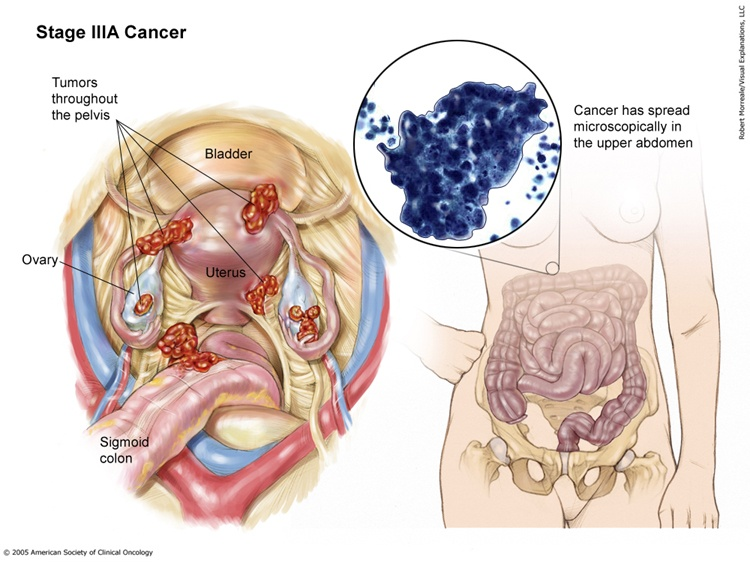 Stage IIIA Cancer
Tumors
throughout
the pelvis
Bladder
Ovary
Uterus
Sigmoid
colon
Cancer has spread
microscopically in
the upper abdomen
Robert Morreale/Visual Explanations, LLC
© 2005 American Society of Clinical Oncology